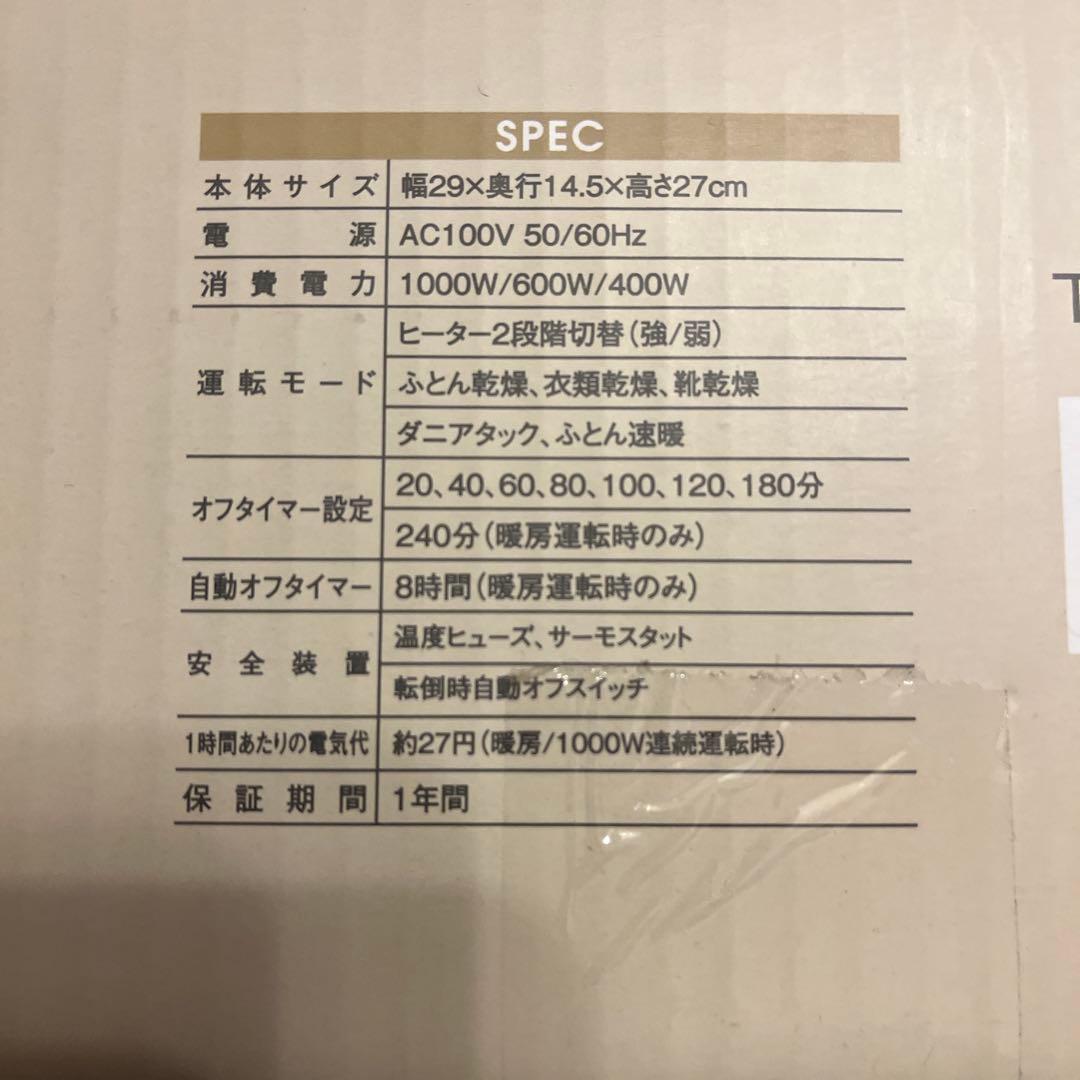 SPEC
本体サイズ 幅29×奥行14.5×高さ27cm
電源 AC100V 50/60Hz
消費電力 1000W/600W/400W
運転モード ヒーター2段階切替(強/弱)
ふとん乾燥、衣類乾燥、靴乾燥
ダニアタック、ふとん速暖
オフタイマー設定 20、40、60、80、100、120、180分
240分(暖房運転時のみ)
自動オフタイマー 8時間(暖房運転時のみ)
安全装置 温度ヒューズ、サーモスタット
転倒時自動オフスイッチ
1時間あたりの電気代 約27円(暖房/1000W連続運転時)
保証期間 1年間